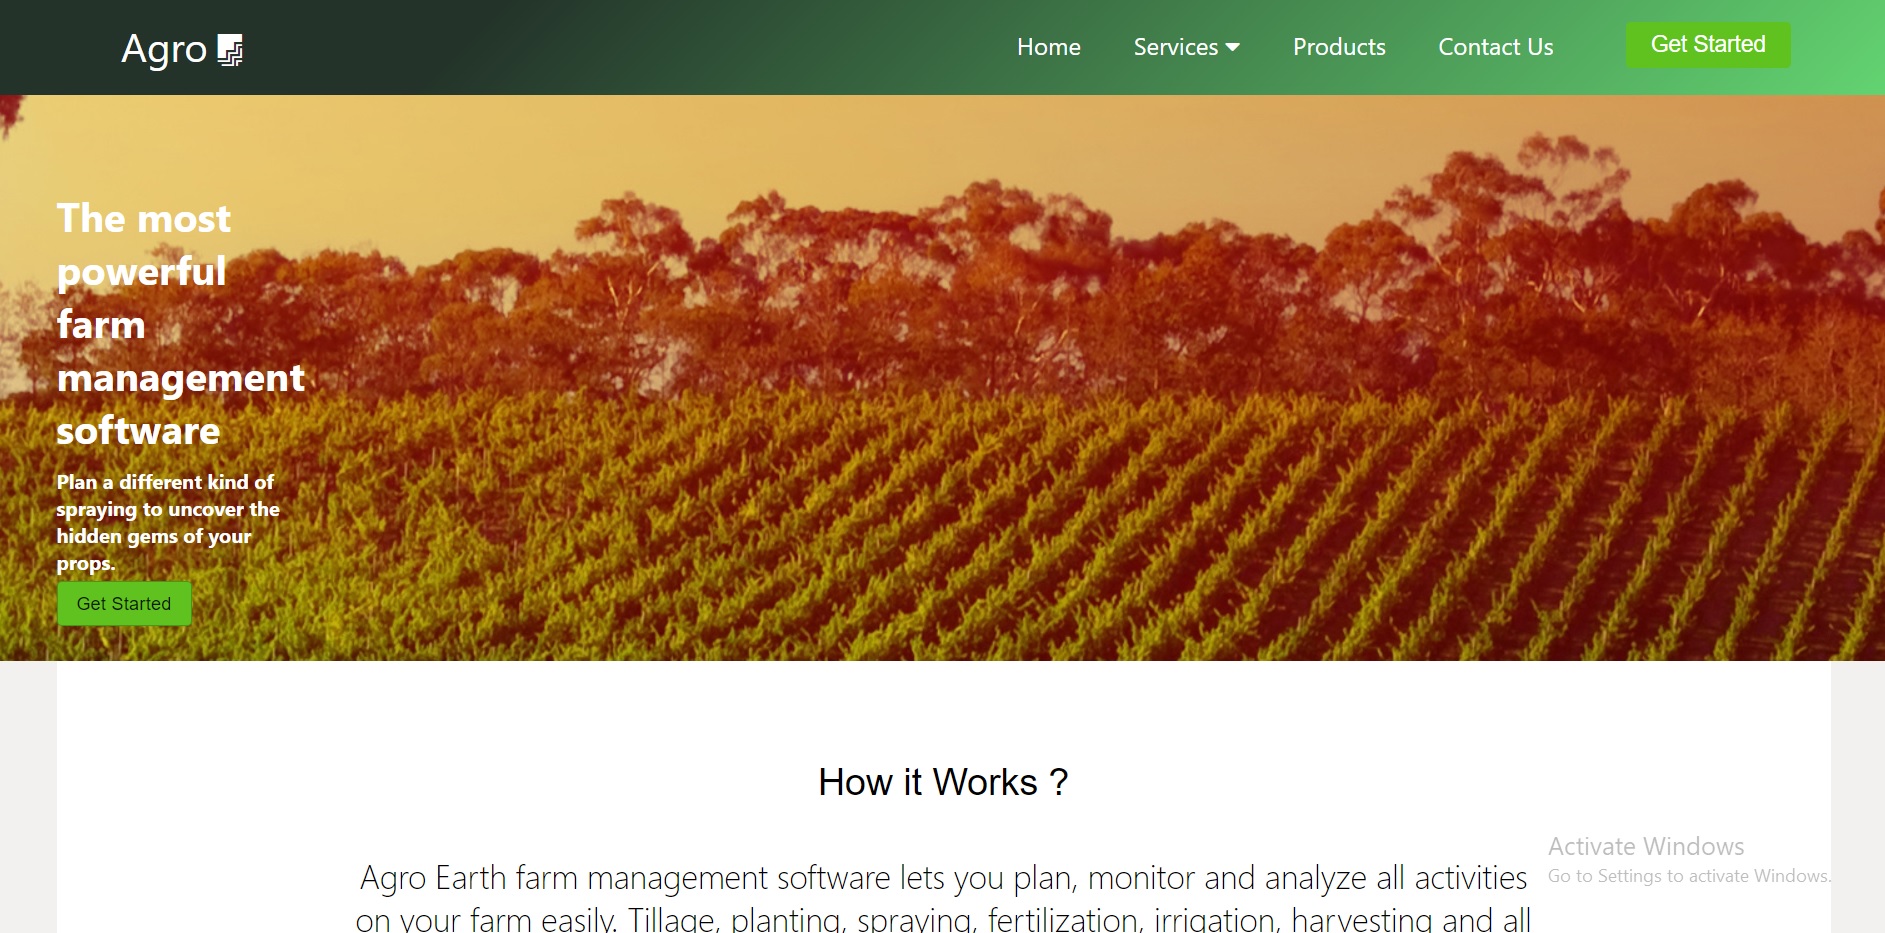 Agro
Home
Services
Products
Contact Us
Get Started
The most
powerful
farm
management
software
Plan a different kind of
spraying to uncover the
hidden gems of your
props.
Get Started
How it Works ?
Agro Earth farm management software lets you plan, monitor and analyze all activities
on your farm easily. Tillage, planting, spraying, fertilization, irrigation, harvesting and all
Activate Windows
Go to Settings to activate Windows.